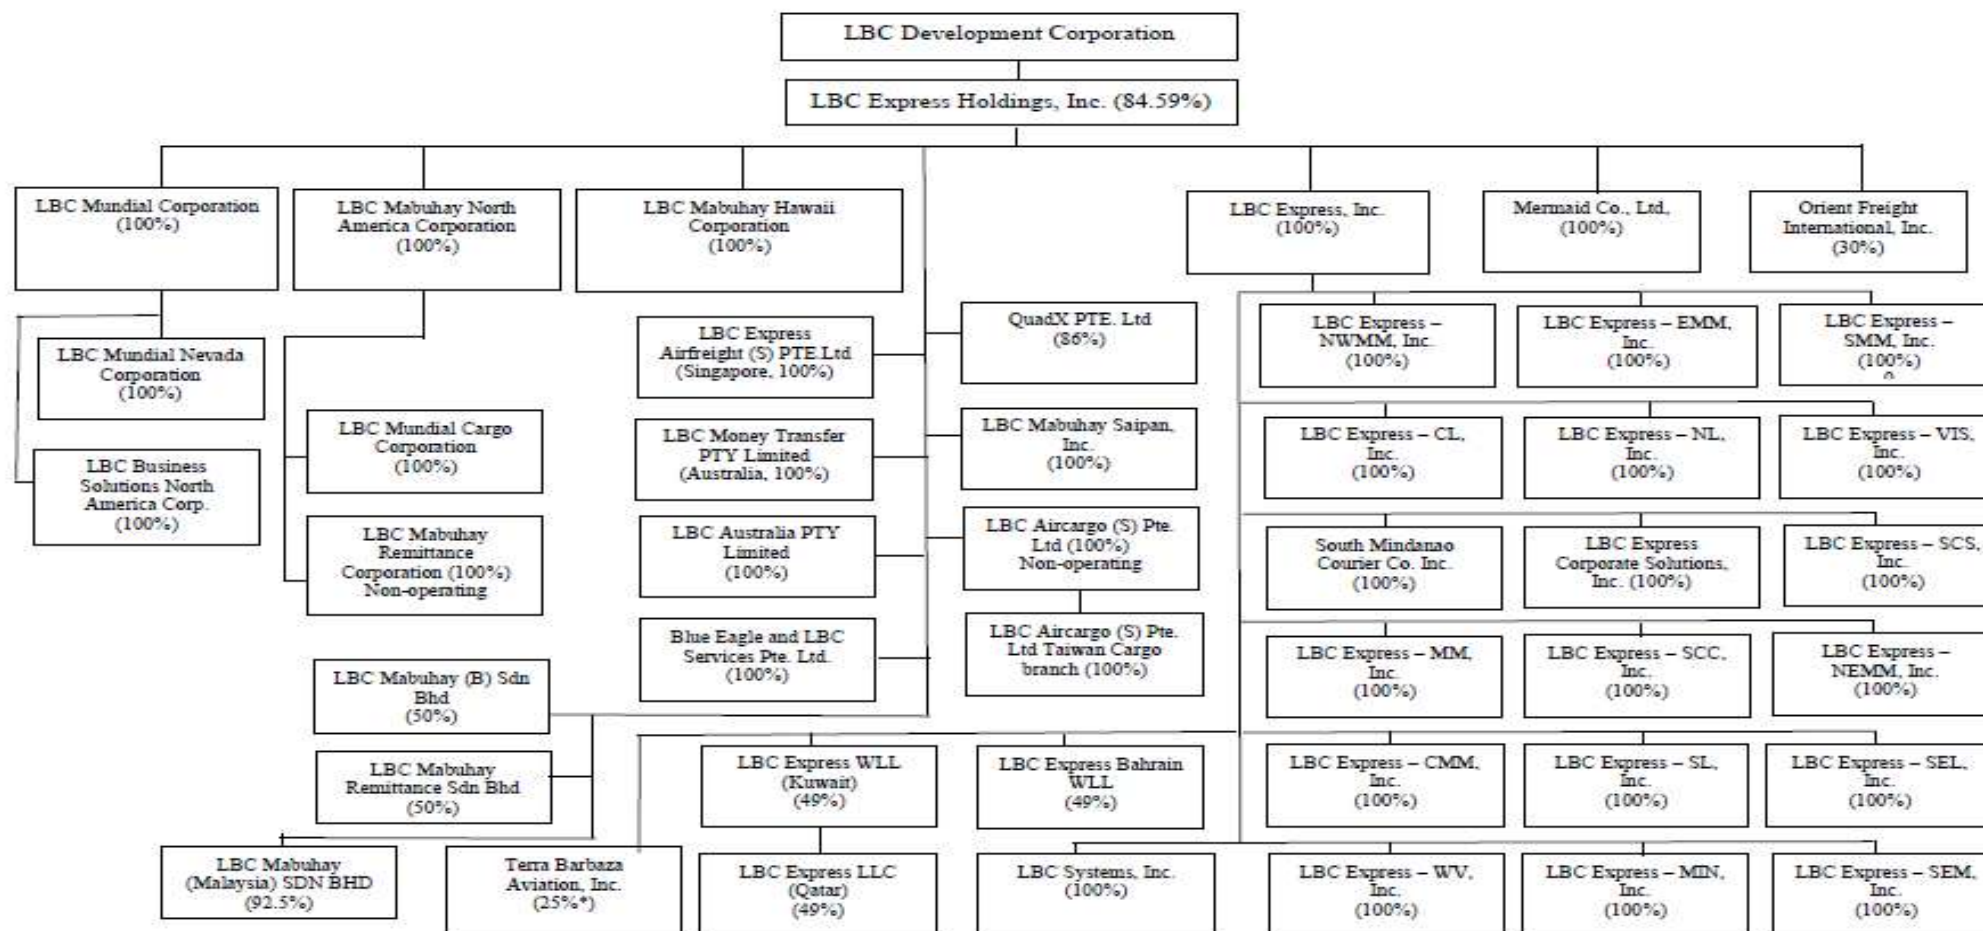 LBC Development Corporation
LBC Express Holdings, Inc. (84.59%)
LBC Mundial Corporation
(100%)
LBC Mabuhay North
America Corporation
(100%)
LBC Mabuhay Hawaii
Corporation
(100%)
LBC Express, Inc.
(100%)
Mermaid Co., Ltd,
(100%)
Orient Freight
International, Inc.
(30%)
LBC Mundial Nevada
Corporation
(100%)
LBC Business
Solutions North
America Corp.
(100%)
LBC Mundial Cargo
Corporation
(100%)
LBC Mabuhay
Remittance
Corporation (100%)
Non-operating
LBC Express
Airfreight (S) PTE.Ltd
(Singapore, 100%)
LBC Money Transfer
PTY Limited
(Australia, 100%)
LBC Australia PTY
Limited
(100%)
Blue Eagle and LBC
Services Pte. Ltd.
(100%)
QuadX PTE. Ltd
(86%)
LBC Mabuhay Saipan,
Inc.
(100%)
LBC Aircargo (S) Pte.
Ltd (100%)
Non-operating
LBC Aircargo (S) Pte.
Ltd Taiwan Cargo
branch (100%)
LBC Express –
NWMM, Inc.
(100%)
LBC Express – EMM,
Inc.
(100%)
LBC Express –
SMM, Inc.
(100%)
LBC Express – CL,
Inc.
(100%)
LBC Express – NL,
Inc.
(100%)
LBC Express – VIS,
Inc.
(100%)
South Mindanao
Courier Co. Inc.
(100%)
LBC Express
Corporate Solutions,
Inc. (100%)
LBC Express – SCS,
Inc.
(100%)
LBC Express – MM,
Inc.
(100%)
LBC Express – SCC,
Inc.
(100%)
LBC Express –
NEMM, Inc.
(100%)
LBC Mabuhay (B) Sdn
Bhd
(50%)
LBC Mabuhay
Remittance Sdn Bhd
(50%)
LBC Express WLL
(Kuwait)
(49%)
LBC Express Bahrain
WLL
(49%)
LBC Express – CMM,
Inc.
(100%)
LBC Express – SL,
Inc.
(100%)
LBC Express – SEL,
Inc.
(100%)
LBC Mabuhay
(Malaysia) SDN BHD
(92.5%)
Terra Barbaza
Aviation, Inc.
(25%*)
LBC Express LLC
(Qatar)
(49%)
LBC Systems, Inc.
(100%)
LBC Express – WV,
Inc.
(100%)
LBC Express – MIN,
Inc.
(100%)
LBC Express – SEM,
Inc.
(100%)